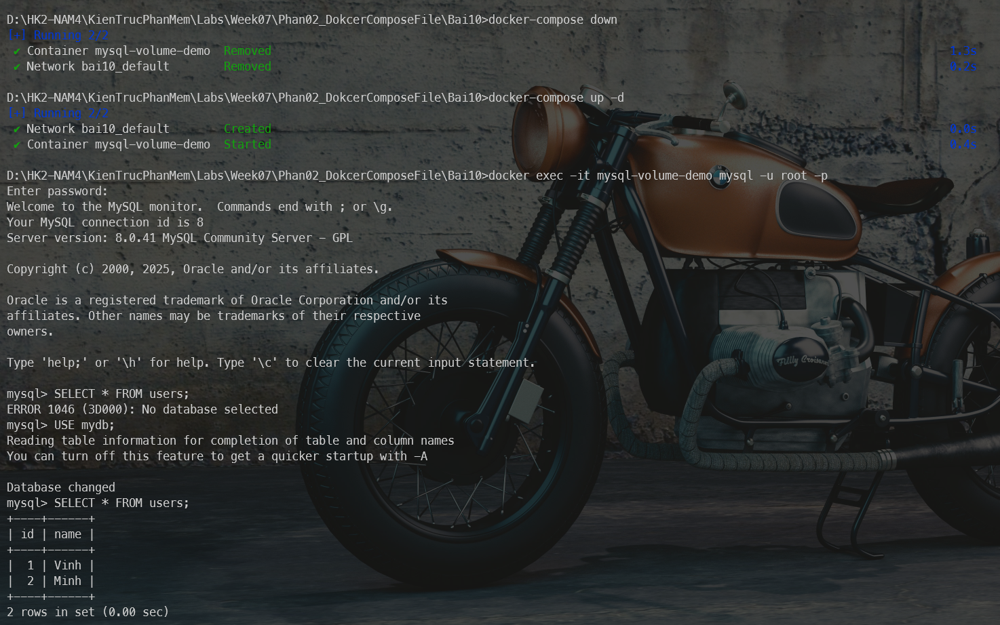 D:\HK2-NAM4\KienTrucPhanMem\Labs\Week07\Phan02_DokcerComposeFile\Bai10>docker-compose down
[+] Running 2/2
✔ Container mysql-volume-demo  Removed  1.3s
✔ Network bai10_default  Removed  0.2s
D:\HK2-NAM4\KienTrucPhanMem\Labs\Week07\Phan02_DokcerComposeFile\Bai10>docker-compose up -d
[+] Running 2/2
✔ Network bai10_default  Created  0.0s
✔ Container mysql-volume-demo  Started  0.4s
D:\HK2-NAM4\KienTrucPhanMem\Labs\Week07\Phan02_DokcerComposeFile\Bai10>docker exec -it mysql-volume-demo mysql -u root -p
Enter password:
Welcome to the MySQL monitor.  Commands end with ; or \g.
Your MySQL connection id is 8
Server version: 8.0.41 MySQL Community Server - GPL
Copyright (c) 2000, 2025, Oracle and/or its affiliates.
Oracle is a registered trademark of Oracle Corporation and/or its
affiliates. Other names may be trademarks of their respective
owners.
Type 'help;' or '\h' for help. Type '\c' to clear the current input statement.
mysql> SELECT * FROM users;
ERROR 1046 (3D000): No database selected
mysql> USE mydb;
Reading table information for completion of table and column names
You can turn off this feature to get a quicker startup with -A
Database changed
mysql> SELECT * FROM users;
+----+------+
| id | name |
+----+------+
|  1 | Vinh |
|  2 | Minh |
+----+------+
2 rows in set (0.00 sec)